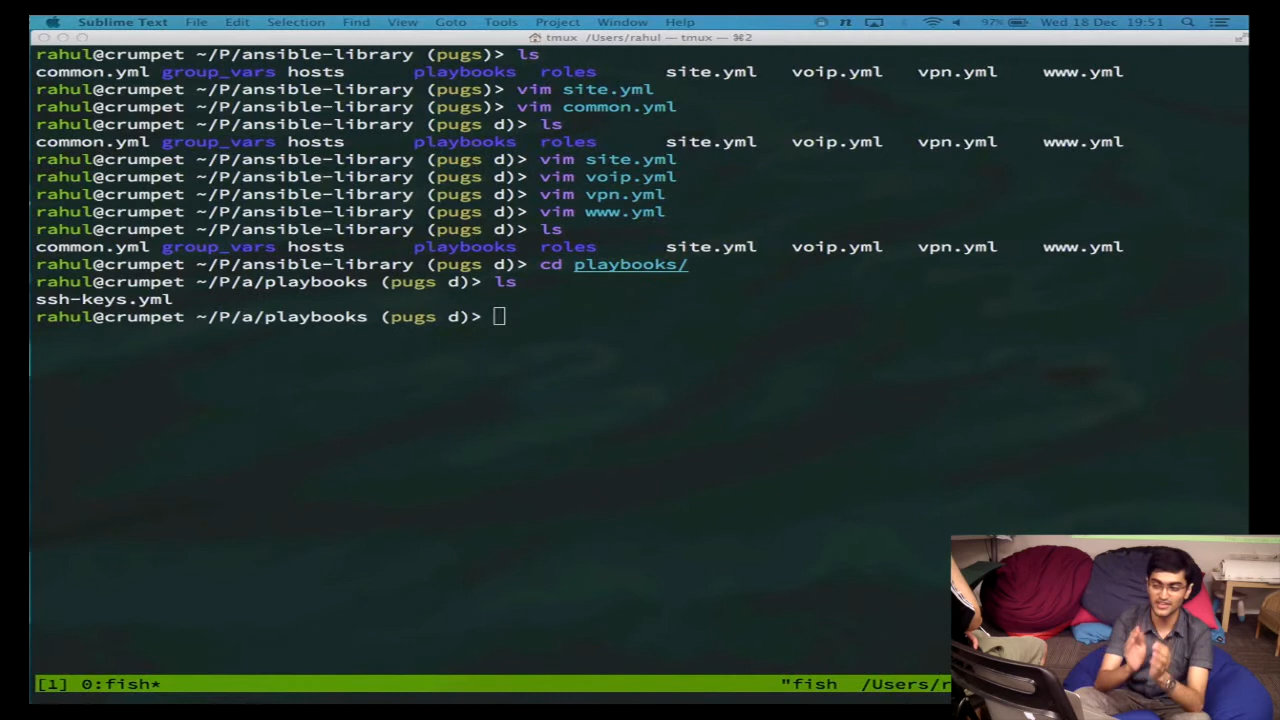 Sublime Text File Edit Selection Find View Goto Tools Project Window Help 97% Wed 18 Dec 19:51
tmux /Users/rahul — tmux — ⌘2
rahul@crumpet ~/P/ansible-library (pugs)> ls
common.yml group_vars hosts playbooks roles site.yml voip.yml vpn.yml www.yml
rahul@crumpet ~/P/ansible-library (pugs)> vim site.yml
rahul@crumpet ~/P/ansible-library (pugs)> vim common.yml
rahul@crumpet ~/P/ansible-library (pugs d)> ls
common.yml group_vars hosts playbooks roles site.yml voip.yml vpn.yml www.yml
rahul@crumpet ~/P/ansible-library (pugs d)> vim site.yml
rahul@crumpet ~/P/ansible-library (pugs d)> vim voip.yml
rahul@crumpet ~/P/ansible-library (pugs d)> vim vpn.yml
rahul@crumpet ~/P/ansible-library (pugs d)> vim www.yml
rahul@crumpet ~/P/ansible-library (pugs d)> ls
common.yml group_vars hosts playbooks roles site.yml voip.yml vpn.yml www.yml
rahul@crumpet ~/P/ansible-library (pugs d)> cd playbooks/
rahul@crumpet ~/P/a/playbooks (pugs d)> ls
ssh-keys.yml
rahul@crumpet ~/P/a/playbooks (pugs d)>
[1] 0:fish* "fish /Users/r